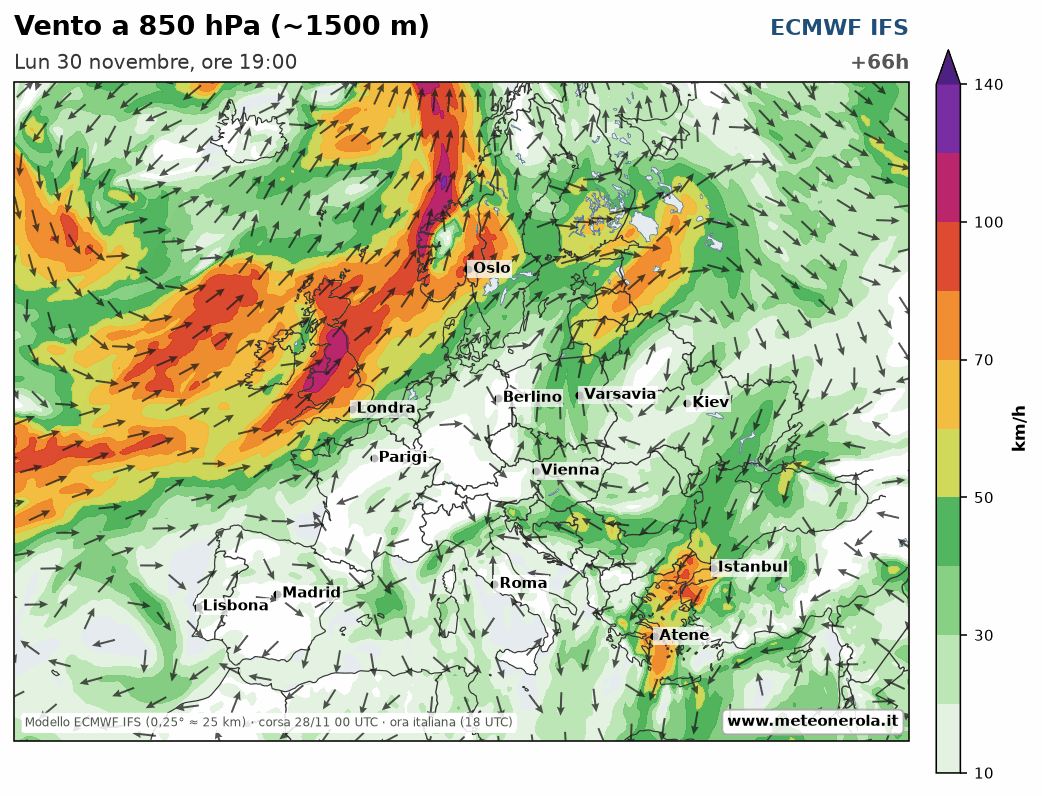 Vento a 850 hPa (~1500 m)
ECMWF IFS
Lun 30 novembre, ore 19:00
+66h
140
100
70
50
30
10
km/h
Oslo
Londra
Berlino
Varsavia
Kiev
Parigi
Vienna
Istanbul
Roma
Madrid
Lisbona
Atene
Modello ECMWF IFS (0,25° ≈ 25 km) · corsa 28/11 00 UTC · ora italiana (18 UTC)
www.meteonerola.it